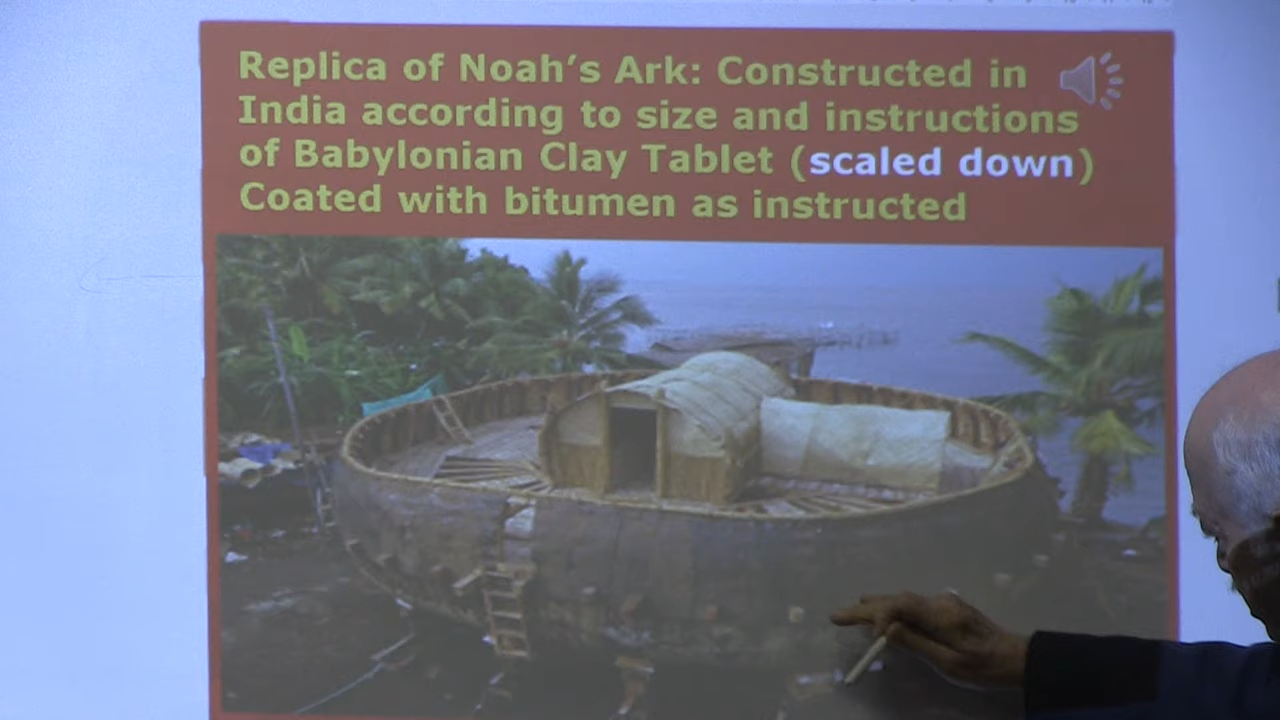 Replica of Noah's Ark: Constructed in
India according to size and instructions
of Babylonian Clay Tablet (scaled down)
Coated with bitumen as instructed